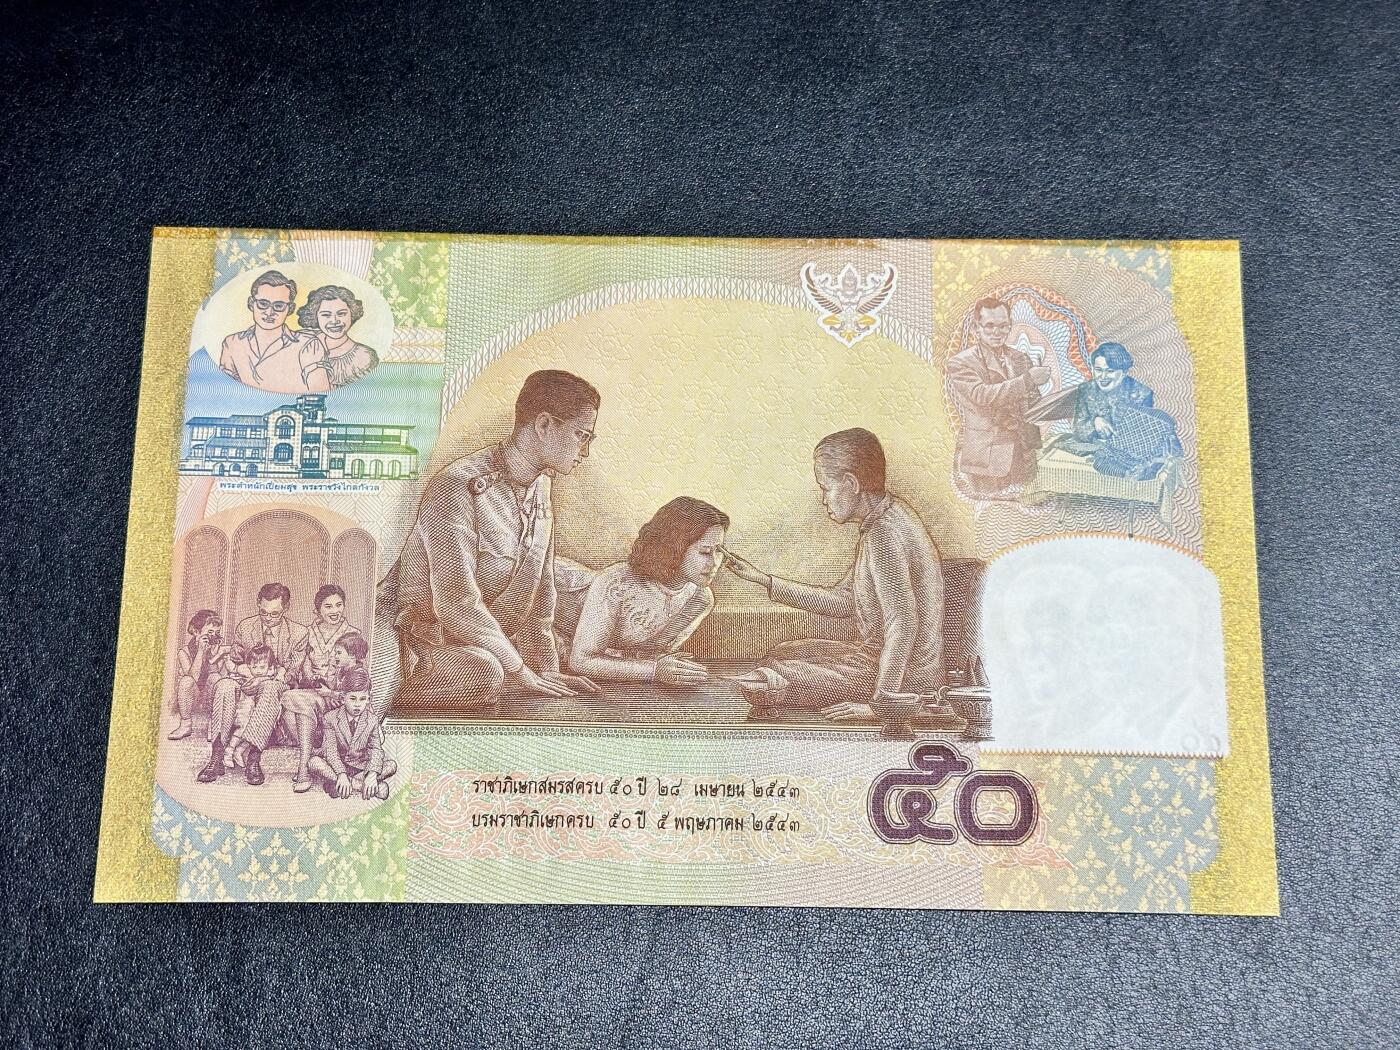 พระตำหนักเปี่ยมสุข พระราชวังไกลกังวล
ราชาภิเษกสมรสครบ ๕๐ ปี ๒๘ เมษายน ๒๕๔๓
บรมราชาภิเษกครบ ๕๐ ปี ๕ พฤษภาคม ๒๕๔๓
๕๐